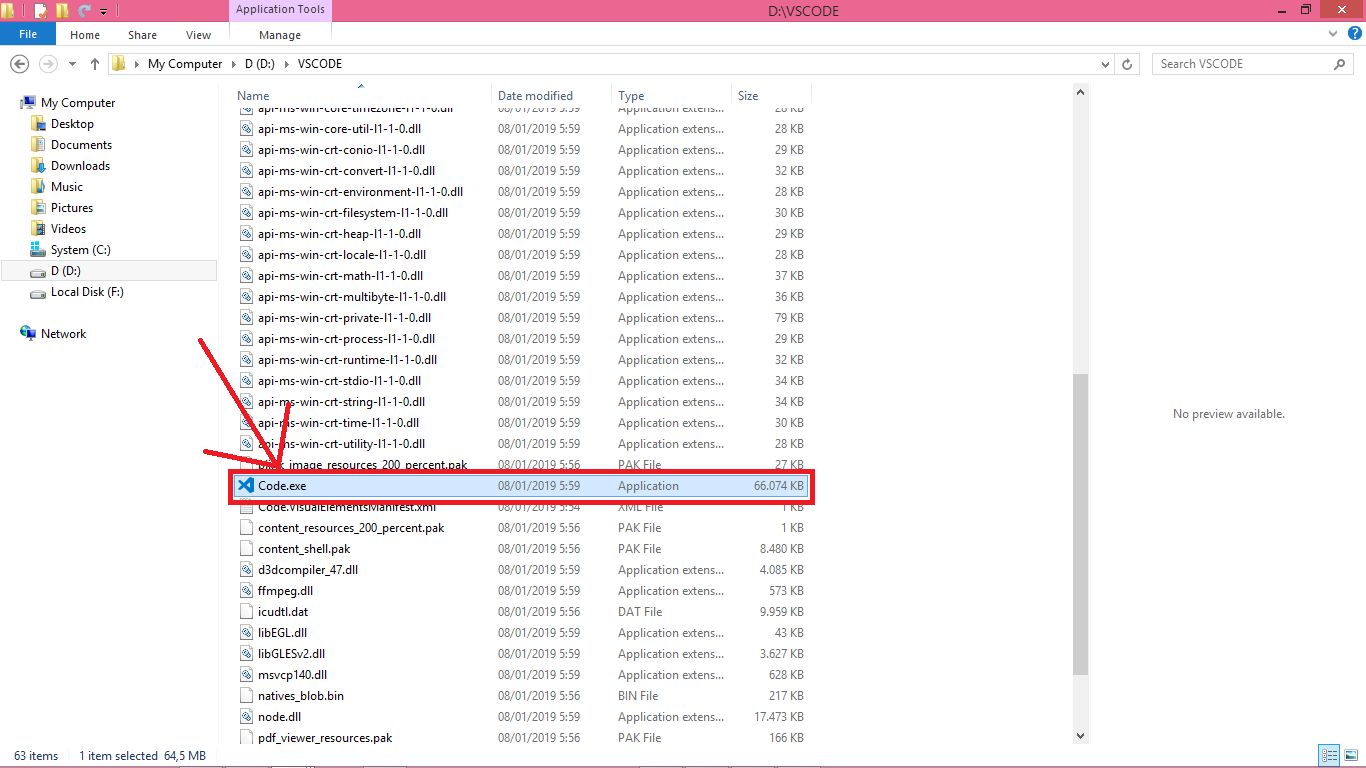 Application Tools
D:\VSCODE
File Home Share View Manage
My Computer D (D:) VSCODE
Search VSCODE
My Computer
Desktop
Documents
Downloads
Music
Pictures
Videos
System (C:)
D (D:)
Local Disk (F:)
Network
Name Date modified Type Size
api-ms-win-core-timezone-l1-1-0.dll 08/01/2019 5:59 Application extens... 28 KB
api-ms-win-core-util-l1-1-0.dll 08/01/2019 5:59 Application extens... 28 KB
api-ms-win-crt-conio-l1-1-0.dll 08/01/2019 5:59 Application extens... 29 KB
api-ms-win-crt-convert-l1-1-0.dll 08/01/2019 5:59 Application extens... 32 KB
api-ms-win-crt-environment-l1-1-0.dll 08/01/2019 5:59 Application extens... 28 KB
api-ms-win-crt-filesystem-l1-1-0.dll 08/01/2019 5:59 Application extens... 30 KB
api-ms-win-crt-heap-l1-1-0.dll 08/01/2019 5:59 Application extens... 29 KB
api-ms-win-crt-locale-l1-1-0.dll 08/01/2019 5:59 Application extens... 28 KB
api-ms-win-crt-math-l1-1-0.dll 08/01/2019 5:59 Application extens... 37 KB
api-ms-win-crt-multibyte-l1-1-0.dll 08/01/2019 5:59 Application extens... 36 KB
api-ms-win-crt-private-l1-1-0.dll 08/01/2019 5:59 Application extens... 79 KB
api-ms-win-crt-process-l1-1-0.dll 08/01/2019 5:59 Application extens... 29 KB
api-ms-win-crt-runtime-l1-1-0.dll 08/01/2019 5:59 Application extens... 32 KB
api-ms-win-crt-stdio-l1-1-0.dll 08/01/2019 5:59 Application extens... 34 KB
api-ms-win-crt-string-l1-1-0.dll 08/01/2019 5:59 Application extens... 34 KB
api-ms-win-crt-time-l1-1-0.dll 08/01/2019 5:59 Application extens... 30 KB
api-ms-win-crt-utility-l1-1-0.dll 08/01/2019 5:59 Application extens... 28 KB
blink_image_resources_200_percent.pak 08/01/2019 5:56 PAK File 27 KB
Code.exe 08/01/2019 5:59 Application 66.074 KB
Code.VisualElementsManifest.xml 08/01/2019 5:54 XML File 1 KB
content_resources_200_percent.pak 08/01/2019 5:56 PAK File 1 KB
content_shell.pak 08/01/2019 5:56 PAK File 8.480 KB
d3dcompiler_47.dll 08/01/2019 5:59 Application extens... 4.085 KB
ffmpeg.dll 08/01/2019 5:59 Application extens... 573 KB
icudtl.dat 08/01/2019 5:56 DAT File 9.959 KB
libEGL.dll 08/01/2019 5:59 Application extens... 43 KB
libGLESv2.dll 08/01/2019 5:59 Application extens... 3.627 KB
msvcp140.dll 08/01/2019 5:59 Application extens... 628 KB
natives_blob.bin 08/01/2019 5:56 BIN File 217 KB
node.dll 08/01/2019 5:59 Application extens... 17.473 KB
pdf_viewer_resources.pak 08/01/2019 5:56 PAK File 166 KB
No preview available.
63 items 1 item selected 64,5 MB